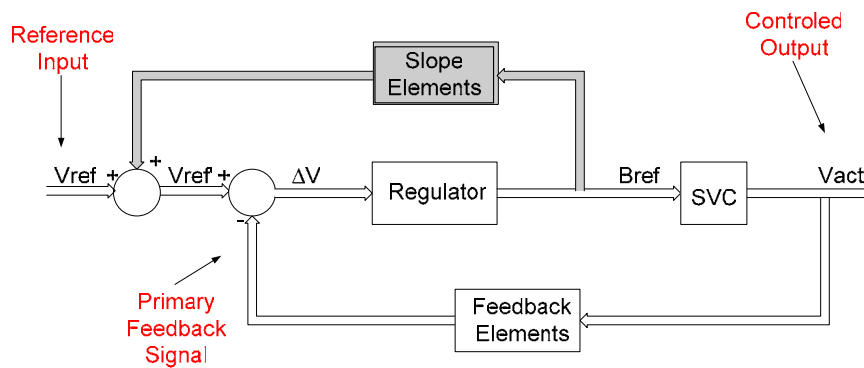 Reference
Input
Slope
Elements
Controled
Output
Vref + + Vref' + ΔV Regulator Bref SVC Vact
-
Primary
Feedback
Signal
Feedback
Elements